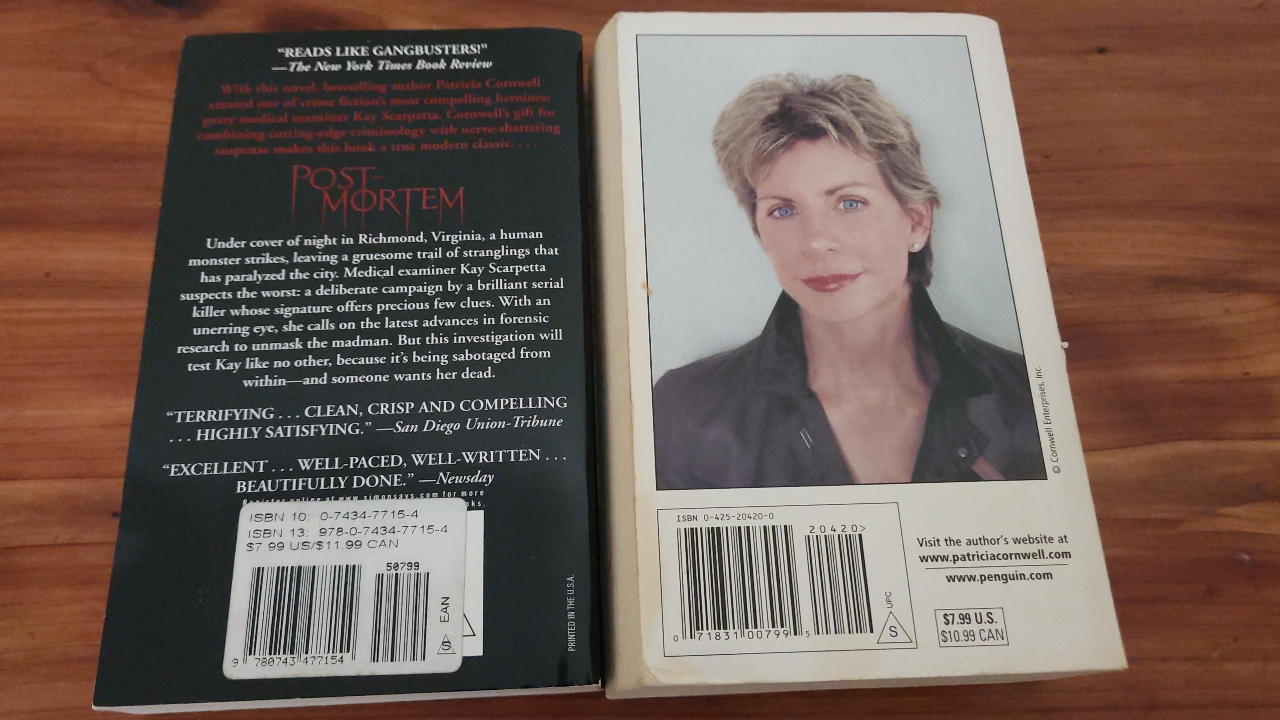 “READS LIKE GANGBUSTERS!”
—The New York Times Book Review
With this novel, bestselling author Patricia Cornwell
created one of crime fiction’s most compelling heroines:
gutsy medical examiner Kay Scarpetta. Cornwell’s gift for
combining cutting-edge criminology with nerve-shattering
suspense makes this book a true modern classic. . . .
POST-
MORTEM
Under cover of night in Richmond, Virginia, a human
monster strikes, leaving a gruesome trail of stranglings that
has paralyzed the city. Medical examiner Kay Scarpetta
suspects the worst: a deliberate campaign by a brilliant serial
killer whose signature offers precious few clues. With an
unerring eye, she calls on the latest advances in forensic
research to unmask the madman. But this investigation will
test Kay like no other, because it’s being sabotaged from
within—and someone wants her dead.
“TERRIFYING . . . CLEAN, CRISP AND COMPELLING
. . . HIGHLY SATISFYING.” —San Diego Union-Tribune
“EXCELLENT . . . WELL-PACED, WELL-WRITTEN . . .
BEAUTIFULLY DONE.” —Newsday
Register online at www.simonsays.com for more
ISBN 10: 0-7434-7715-4
ISBN 13: 978-0-7434-7715-4
$7.99 US/$11.99 CAN
50799
EAN
S
9 780743 477154
PRINTED IN THE U.S.A.
© Cornwell Enterprises, Inc.
ISBN 0-425-20420-0
20420>
0 71831 00799 5
UPC
S
Visit the author’s website at
www.patriciacornwell.com
www.penguin.com
$7.99 U.S.
$10.99 CAN